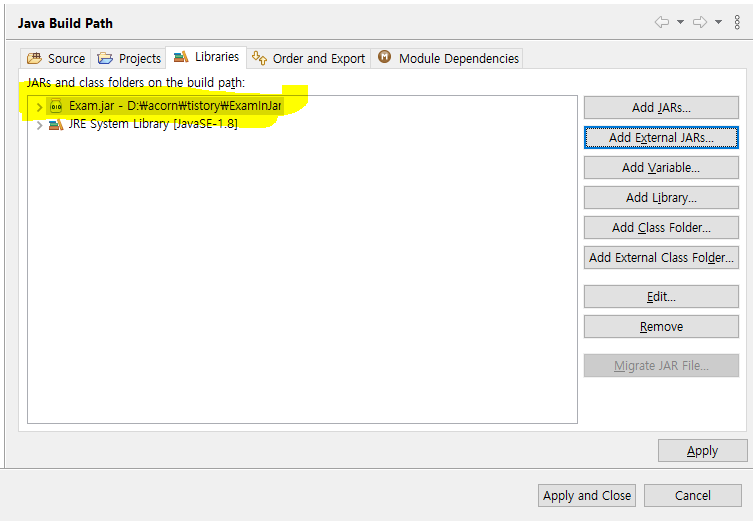 Java Build Path
Source Projects Libraries Order and Export Module Dependencies
JARs and class folders on the build path:
Exam.jar - D:₩acorn₩tistory₩ExamInJar
JRE System Library [JavaSE-1.8]
Add JARs...
Add External JARs...
Add Variable...
Add Library...
Add Class Folder...
Add External Class Folder...
Edit...
Remove
Migrate JAR File...
Apply
Apply and Close Cancel